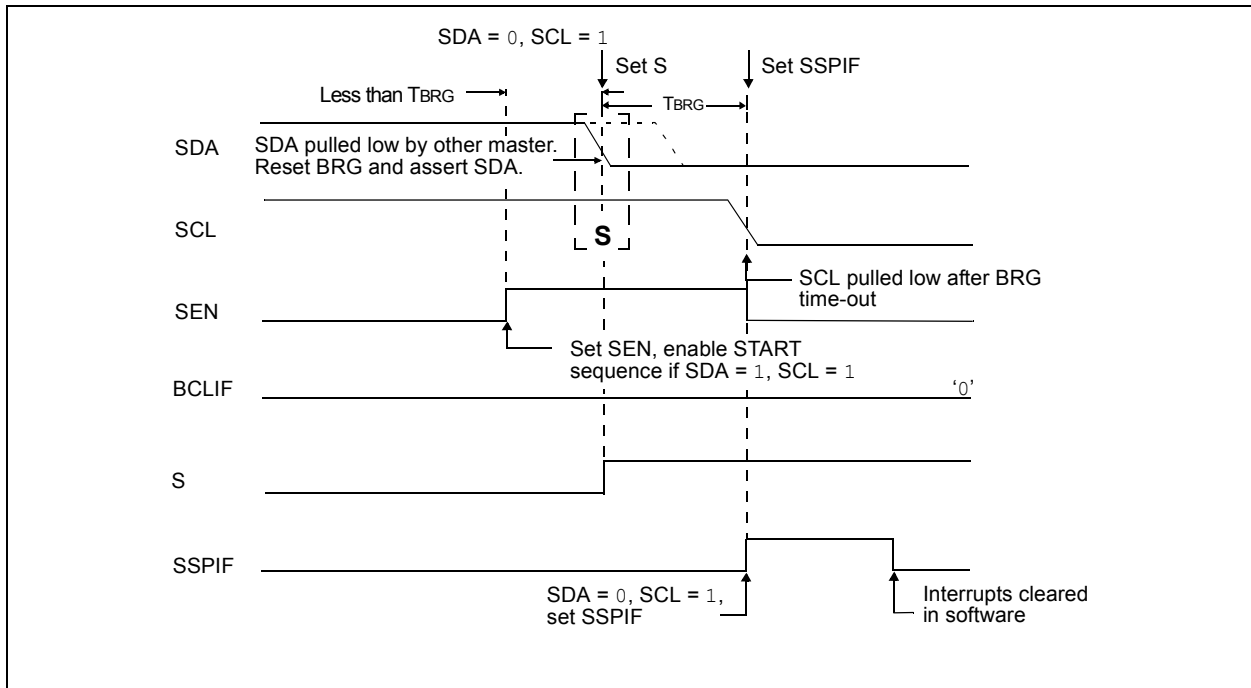 SDA = 0, SCL = 1
Set S
Set SSPIF
Less than TBRG
TBRG
SDA
SDA pulled low by other master.
Reset BRG and assert SDA.
SCL
S
SCL pulled low after BRG
time-out
SEN
Set SEN, enable START
sequence if SDA = 1, SCL = 1
BCLIF
‘0’
S
SSPIF
SDA = 0, SCL = 1,
set SSPIF
Interrupts cleared
in software